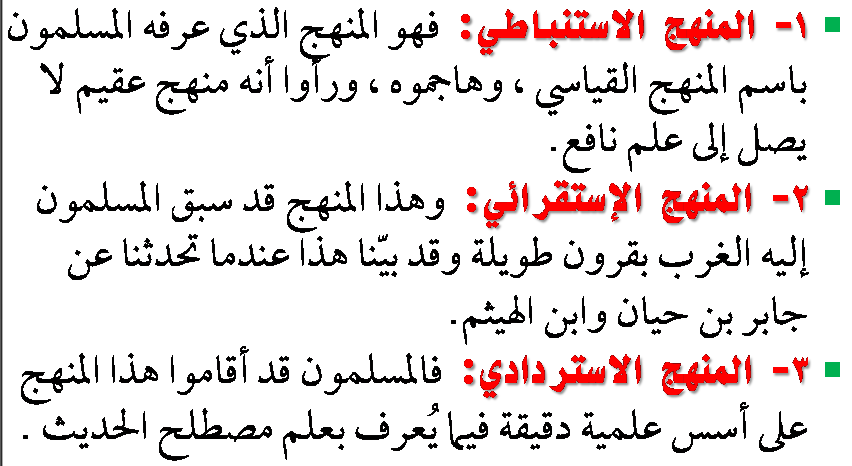 ١- المنهج الاستنباطي: فهو المنهج الذي عرفه المسلمون
باسم المنهج القياسي ، وهاجموه ، ورأوا أنه منهج عقيم لا
يصل إلى علم نافع.
٢- المنهج الإستقرائي: وهذا المنهج قد سبق المسلمون
إليه الغرب بقرون طويلة وقد بيّنا هذا عندما تحدثنا عن
جابر بن حيان وابن الهيثم.
٣- المنهج الاستردادي: فالمسلمون قد أقاموا هذا المنهج
على أسس علمية دقيقة فيما يُعرف بعلم مصطلح الحديث .